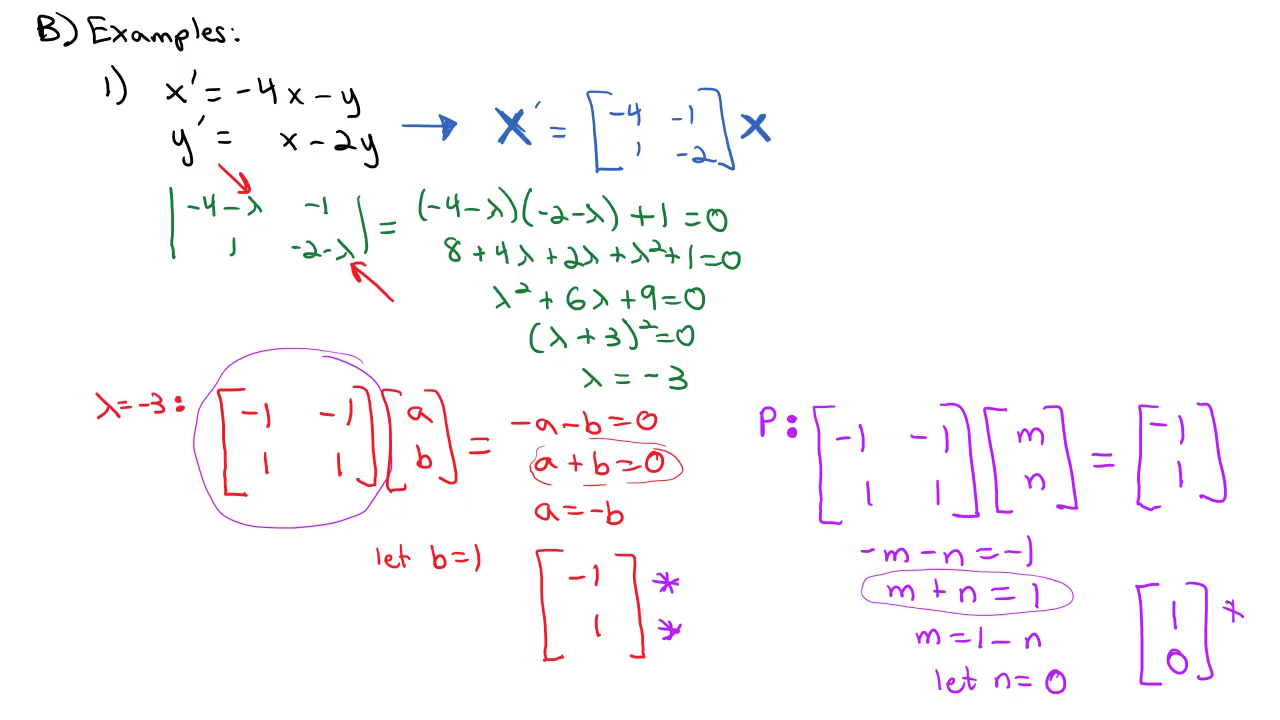 B) Examples:
1) x' = -4x - y
y' = x - 2y
→ X' = [-4 -1; 1 -2] X
|-4-λ -1; 1 -2-λ| = (-4-λ)(-2-λ) + 1 = 0
8 + 4λ + 2λ + λ² + 1 = 0
λ² + 6λ + 9 = 0
(λ + 3)² = 0
λ = -3
λ = -3: [-1 -1; 1 1] [a; b] =
-a - b = 0
a + b = 0
a = -b
let b = 1
[-1; 1] * *
P: [-1 -1; 1 1] [m; n] = [-1; 1]
-m - n = -1
m + n = 1
m = 1 - n
let n = 0
[1; 0] *